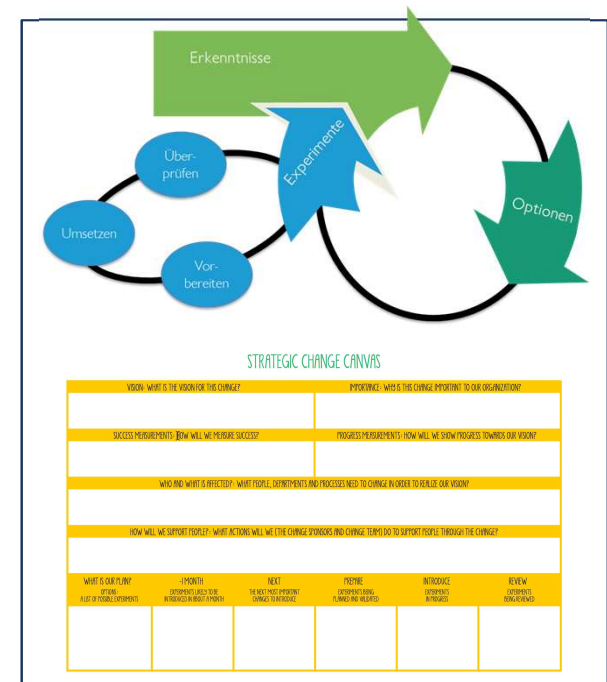 Erkenntnisse
Experimente
Über-
prüfen
Umsetzen
Vor-
bereiten
Optionen
STRATEGIC CHANGE CANVAS
VISION- WHAT IS THE VISION FOR THIS CHANGE?
IMPORTANCE- WHY IS THIS CHANGE IMPORTANT TO OUR ORGANIZATION?
SUCCESS MEASUREMENTS- HOW WILL WE MEASURE SUCCESS?
PROGRESS MEASUREMENTS- HOW WILL WE SHOW PROGRESS TOWARDS OUR VISION?
WHO AND WHAT IS AFFECTED?- WHAT PEOPLE, DEPARTMENTS AND PROCESSES NEED TO CHANGE IN ORDER TO REALIZE OUR VISION?
HOW WILL WE SUPPORT PEOPLE?- WHAT ACTIONS WILL WE (THE CHANGE SPONSORS AND CHANGE TEAM) DO TO SUPPORT PEOPLE THROUGH THE CHANGE?
WHAT IS OUR PLAN?
OPTIONS-
A LIST OF POSSIBLE EXPERIMENTS
~1 MONTH
EXPERIMENTS LIKELY TO BE
INTRODUCED IN ABOUT A MONTH
NEXT
THE NEXT MOST IMPORTANT
CHANGES TO INTRODUCE
PREPARE
EXPERIMENTS BEING
PLANNED AND VALIDATED
INTRODUCE
EXPERIMENTS
IN PROGRESS
REVIEW
EXPERIMENTS
BEING REVIEWED